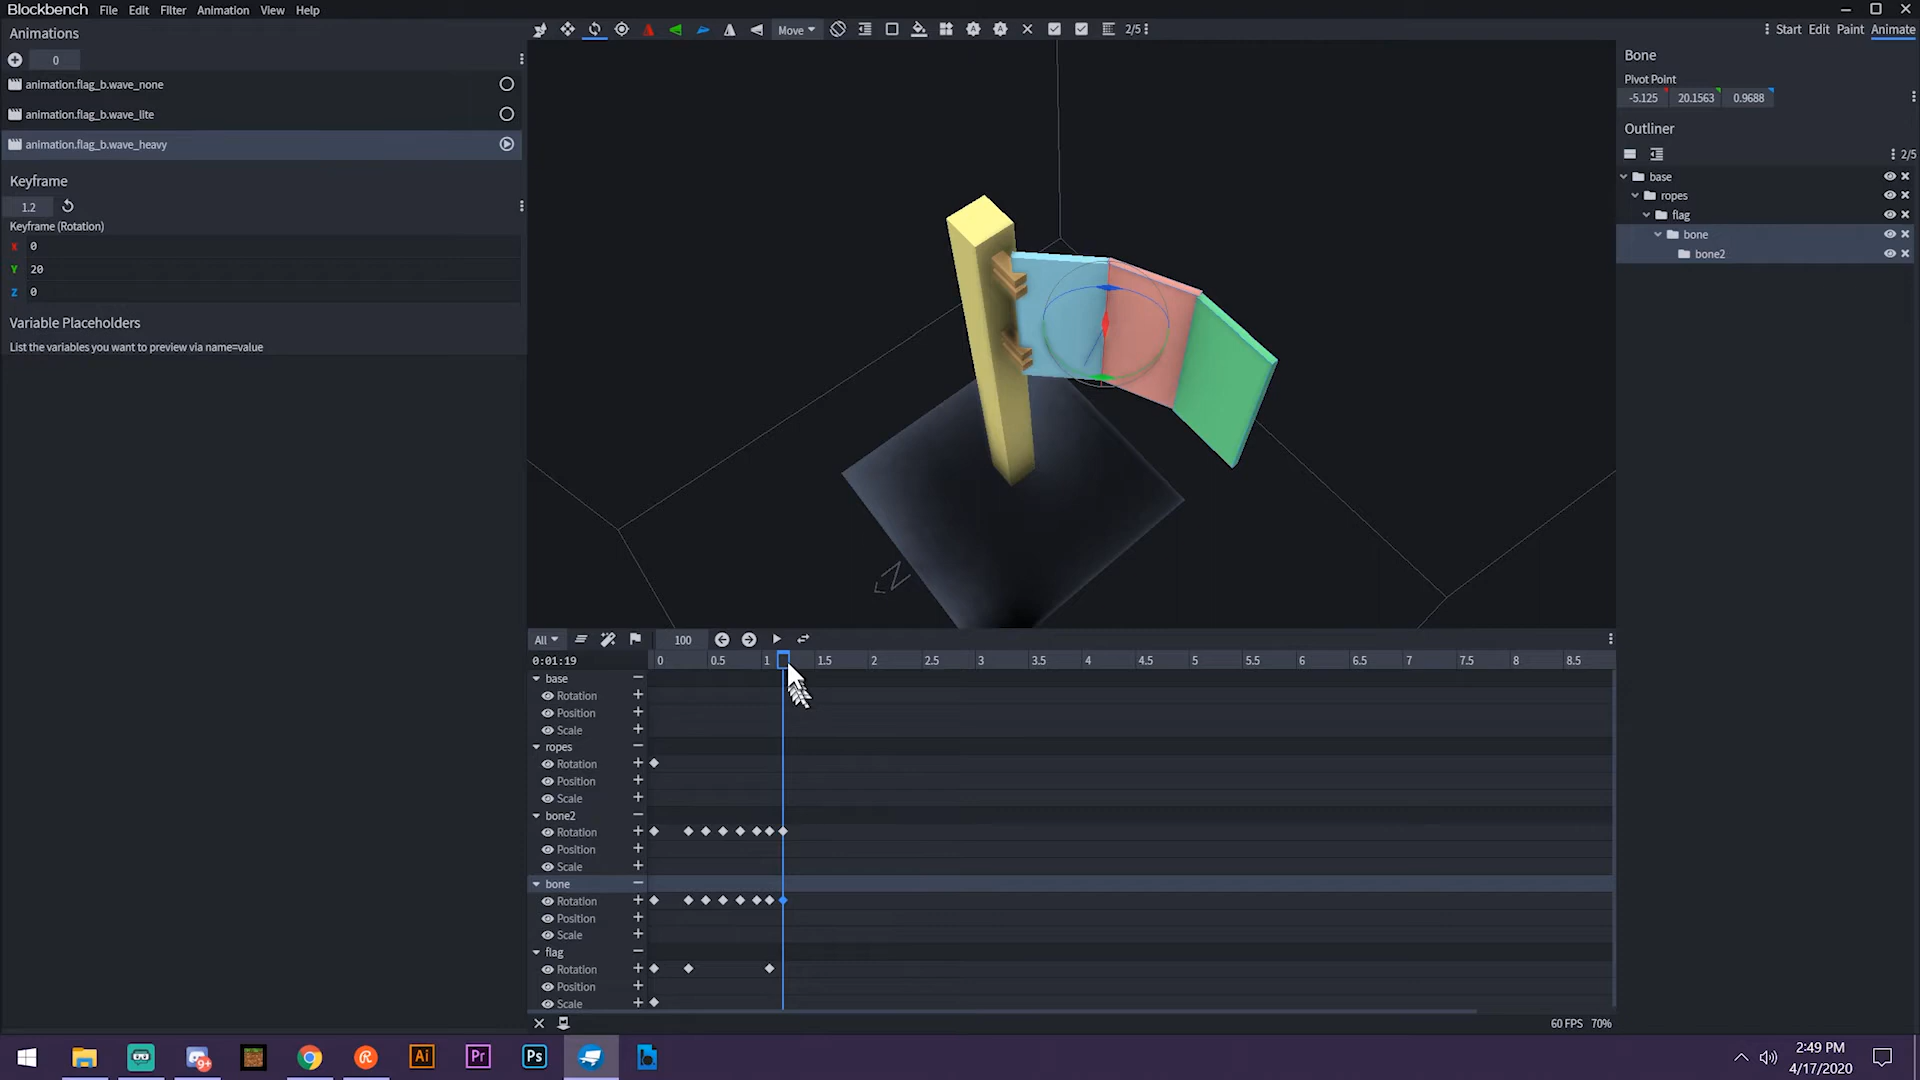 Blockbench File Edit Filter Animation View Help
Animations
0
animation.flag_b.wave_none
animation.flag_b.wave_lite
animation.flag_b.wave_heavy
Keyframe
1.2
Keyframe (Rotation)
X 0
Y 20
Z 0
Variable Placeholders
List the variables you want to preview via name=value
Move 2/5
Start Edit Paint Animate
Bone
Pivot Point
-5.125 20.1563 0.9688
Outliner
2/5
base
ropes
flag
bone
bone2
N
All 100
0:01:19 0 0.5 1 1.5 2 2.5 3 3.5 4 4.5 5 5.5 6 6.5 7 7.5 8 8.5
base
Rotation
Position
Scale
ropes
Rotation
Position
Scale
bone2
Rotation
Position
Scale
bone
Rotation
Position
Scale
flag
Rotation
Position
Scale
60 FPS 70%
9+ Ai Pr Ps
2:49 PM
4/17/2020